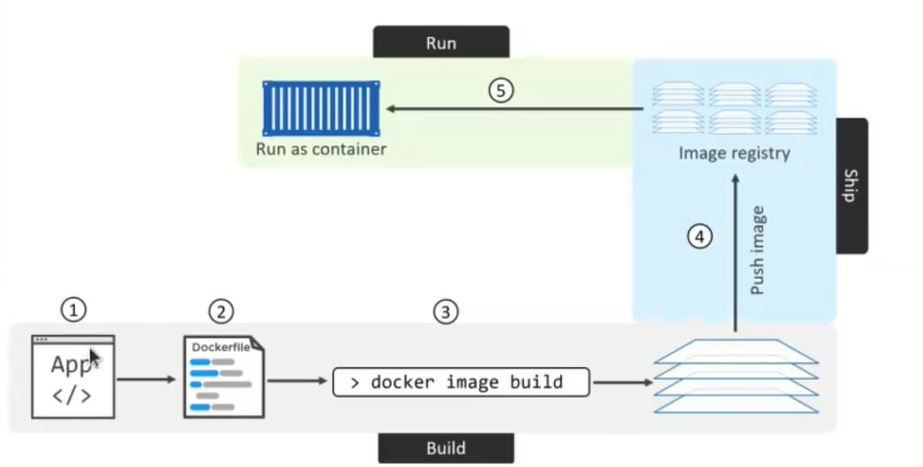 Run
⑤
Run as container
Image registry
Ship
④
Push image
①
②
③
App
</>
Dockerfile
> docker image build
Build